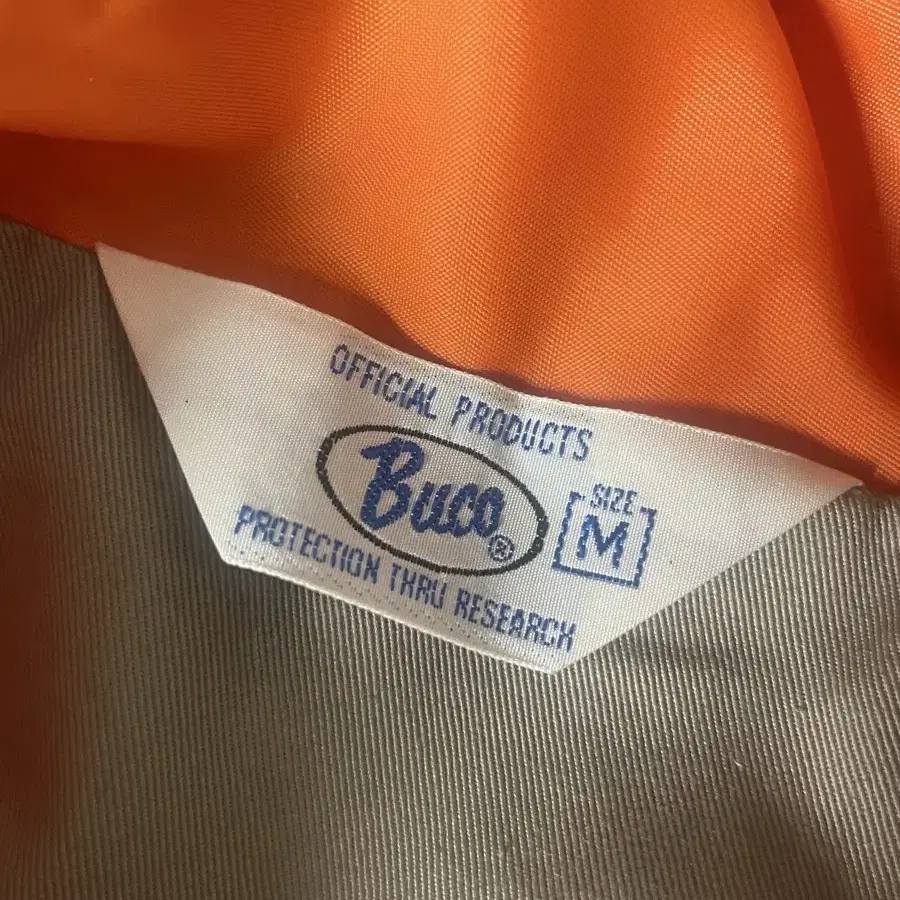 OFFICIAL PRODUCTS
Buco®
SIZE
M
PROTECTION THRU RESEARCH